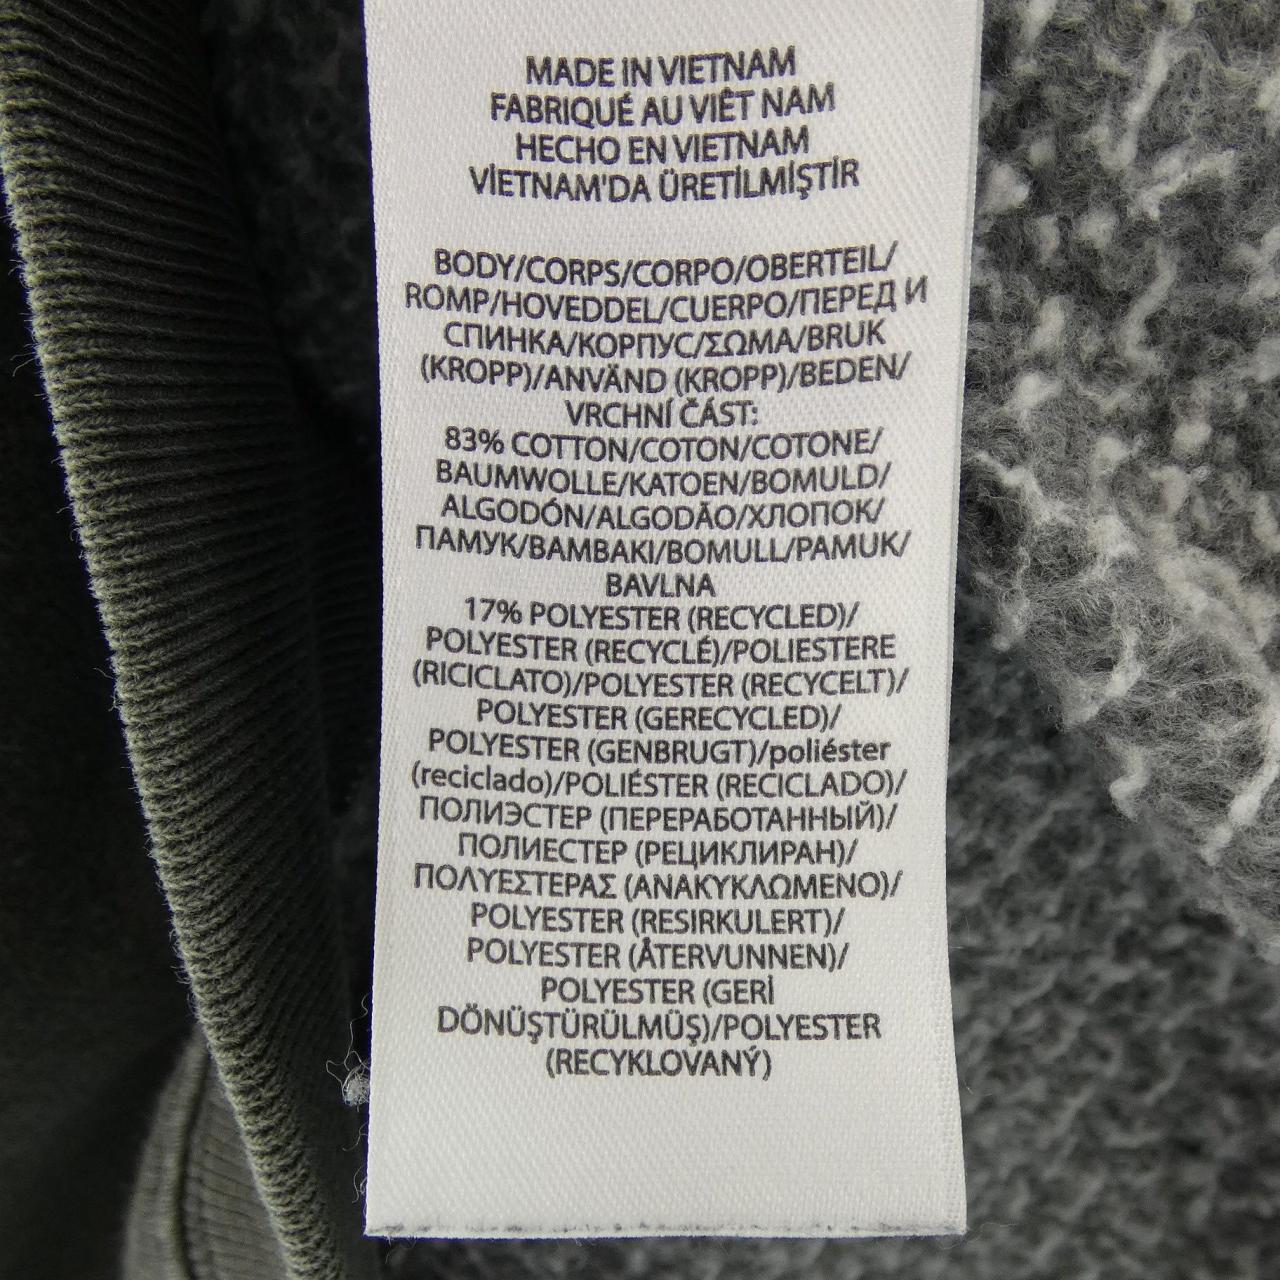 MADE IN VIETNAM
FABRIQUÉ AU VIÊT NAM
HECHO EN VIETNAM
VİETNAM'DA ÜRETİLMİŞTİR
BODY/CORPS/CORPO/OBERTEIL/
ROMP/HOVEDDEL/CUERPO/ПЕРЕД И
СПИНКА/КОРПУС/ΣΩΜΑ/BRUK
(KROPP)/ANVÄND (KROPP)/BEDEN/
VRCHNÍ ČÁST:
83% COTTON/COTON/COTONE/
BAUMWOLLE/KATOEN/BOMULD/
ALGODÓN/ALGODÃO/ХЛОПОК/
ПАМУК/BAMBAKI/BOMULL/PAMUK/
BAVLNA
17% POLYESTER (RECYCLED)/
POLYESTER (RECYCLÉ)/POLIESTERE
(RICICLATO)/POLYESTER (RECYCELT)/
POLYESTER (GERECYCLED)/
POLYESTER (GENBRUGT)/poliéster
(reciclado)/POLIÉSTER (RECICLADO)/
ПОЛИЭСТЕР (ПЕРЕРАБОТАННЫЙ)/
ПОЛИЕСТЕР (РЕЦИКЛИРАН)/
ΠΟΛΥΕΣΤΕΡΑΣ (ΑΝΑΚΥΚΛΩΜΕΝΟ)/
POLYESTER (RESIRKULERT)/
POLYESTER (ÅTERVUNNEN)/
POLYESTER (GERİ
DÖNÜŞTÜRÜLMÜŞ)/POLYESTER
(RECYKLOVANÝ)